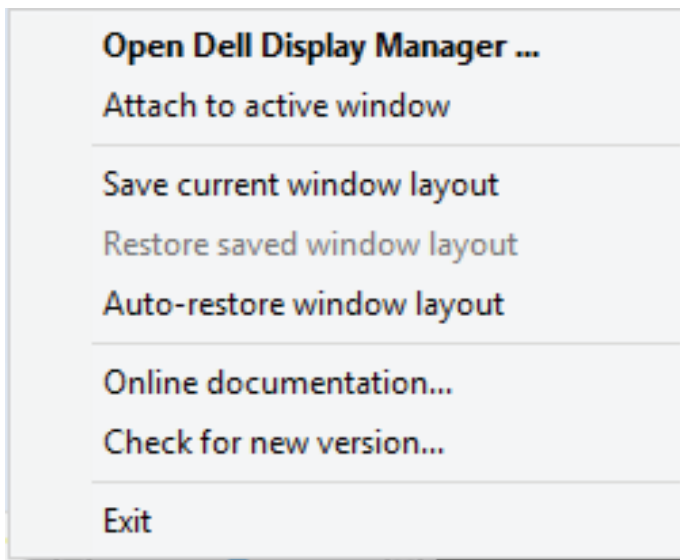 Open Dell Display Manager ...
Attach to active window
Save current window layout
Restore saved window layout
Auto-restore window layout
Online documentation...
Check for new version...
Exit